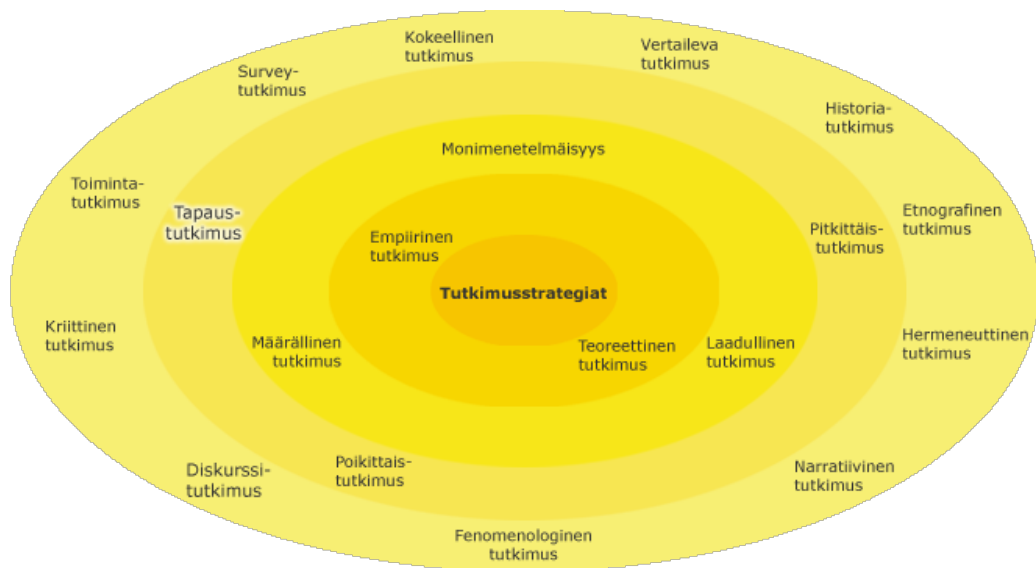 Kokeellinen
tutkimus
Vertaileva
tutkimus
Survey-
tutkimus
Historia-
tutkimus
Monimenetelmäisyys
Toiminta-
tutkimus
Tapaus-
tutkimus
Etnografinen
tutkimus
Pitkittäis-
tutkimus
Empiirinen
tutkimus
Tutkimusstrategiat
Kriittinen
tutkimus
Määrällinen
tutkimus
Teoreettinen
tutkimus
Laadullinen
tutkimus
Hermeneuttinen
tutkimus
Diskurssi-
tutkimus
Poikittais-
tutkimus
Narratiivinen
tutkimus
Fenomenologinen
tutkimus